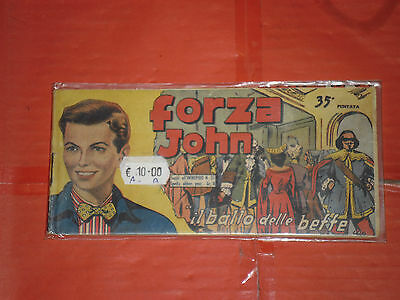 forza
John
35ª
PUNTATA
€ 10.00
il ballo delle beffe